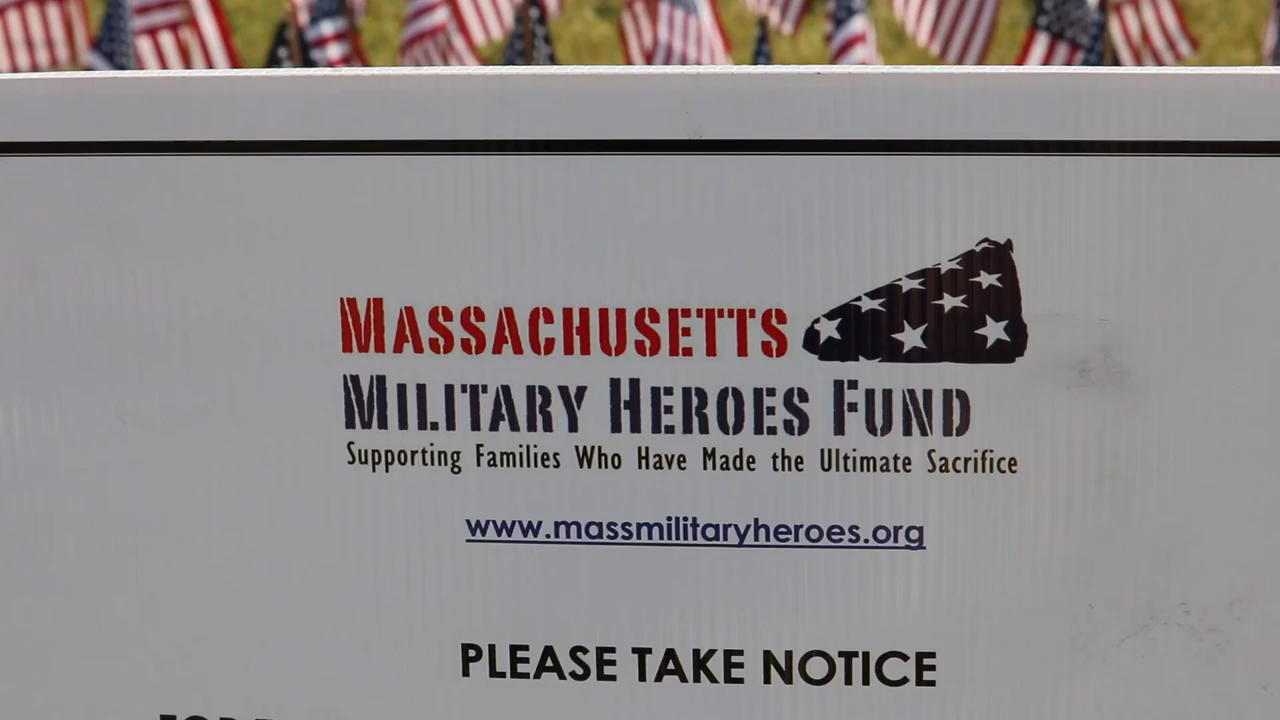 MASSACHUSETTS
MILITARY HEROES FUND
Supporting Families Who Have Made the Ultimate Sacrifice
www.massmilitaryheroes.org
PLEASE TAKE NOTICE